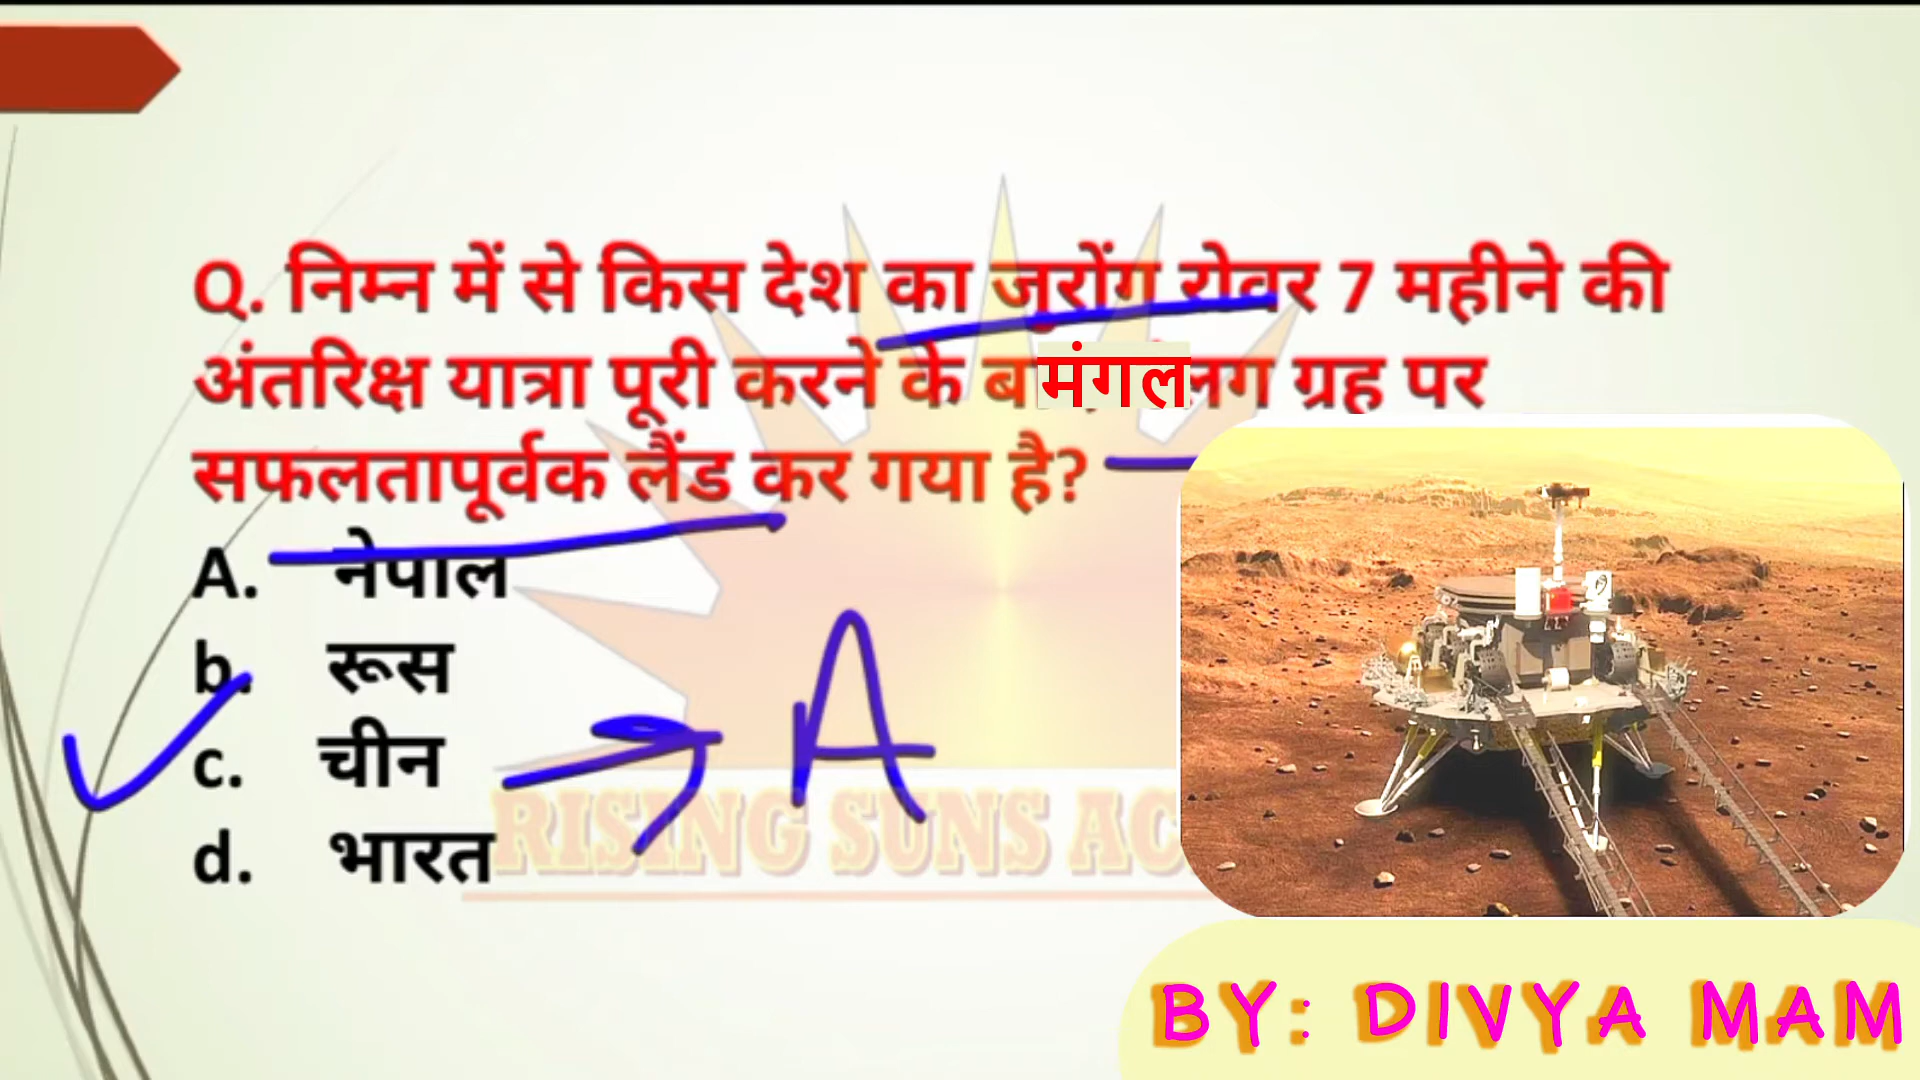 Q. निम्न में से किस देश का जुरोंग रोवर 7 महीने की
अंतरिक्ष यात्रा पूरी करने के मंगल ग्रह पर
सफलतापूर्वक लैंड कर गया है?
A. नेपाल
b. रूस
c. चीन
A
d. भारत
RISING SUNS AC
BY: DIVYA MAM